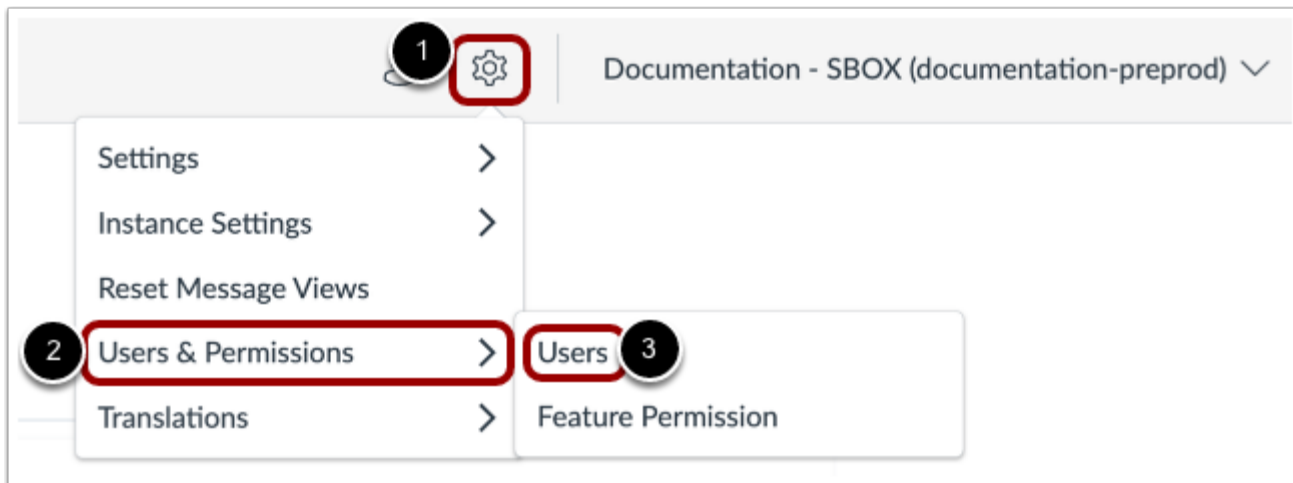 1
Documentation - SBOX (documentation-preprod)
Settings
Instance Settings
Reset Message Views
2 Users & Permissions
Users 3
Translations
Feature Permission